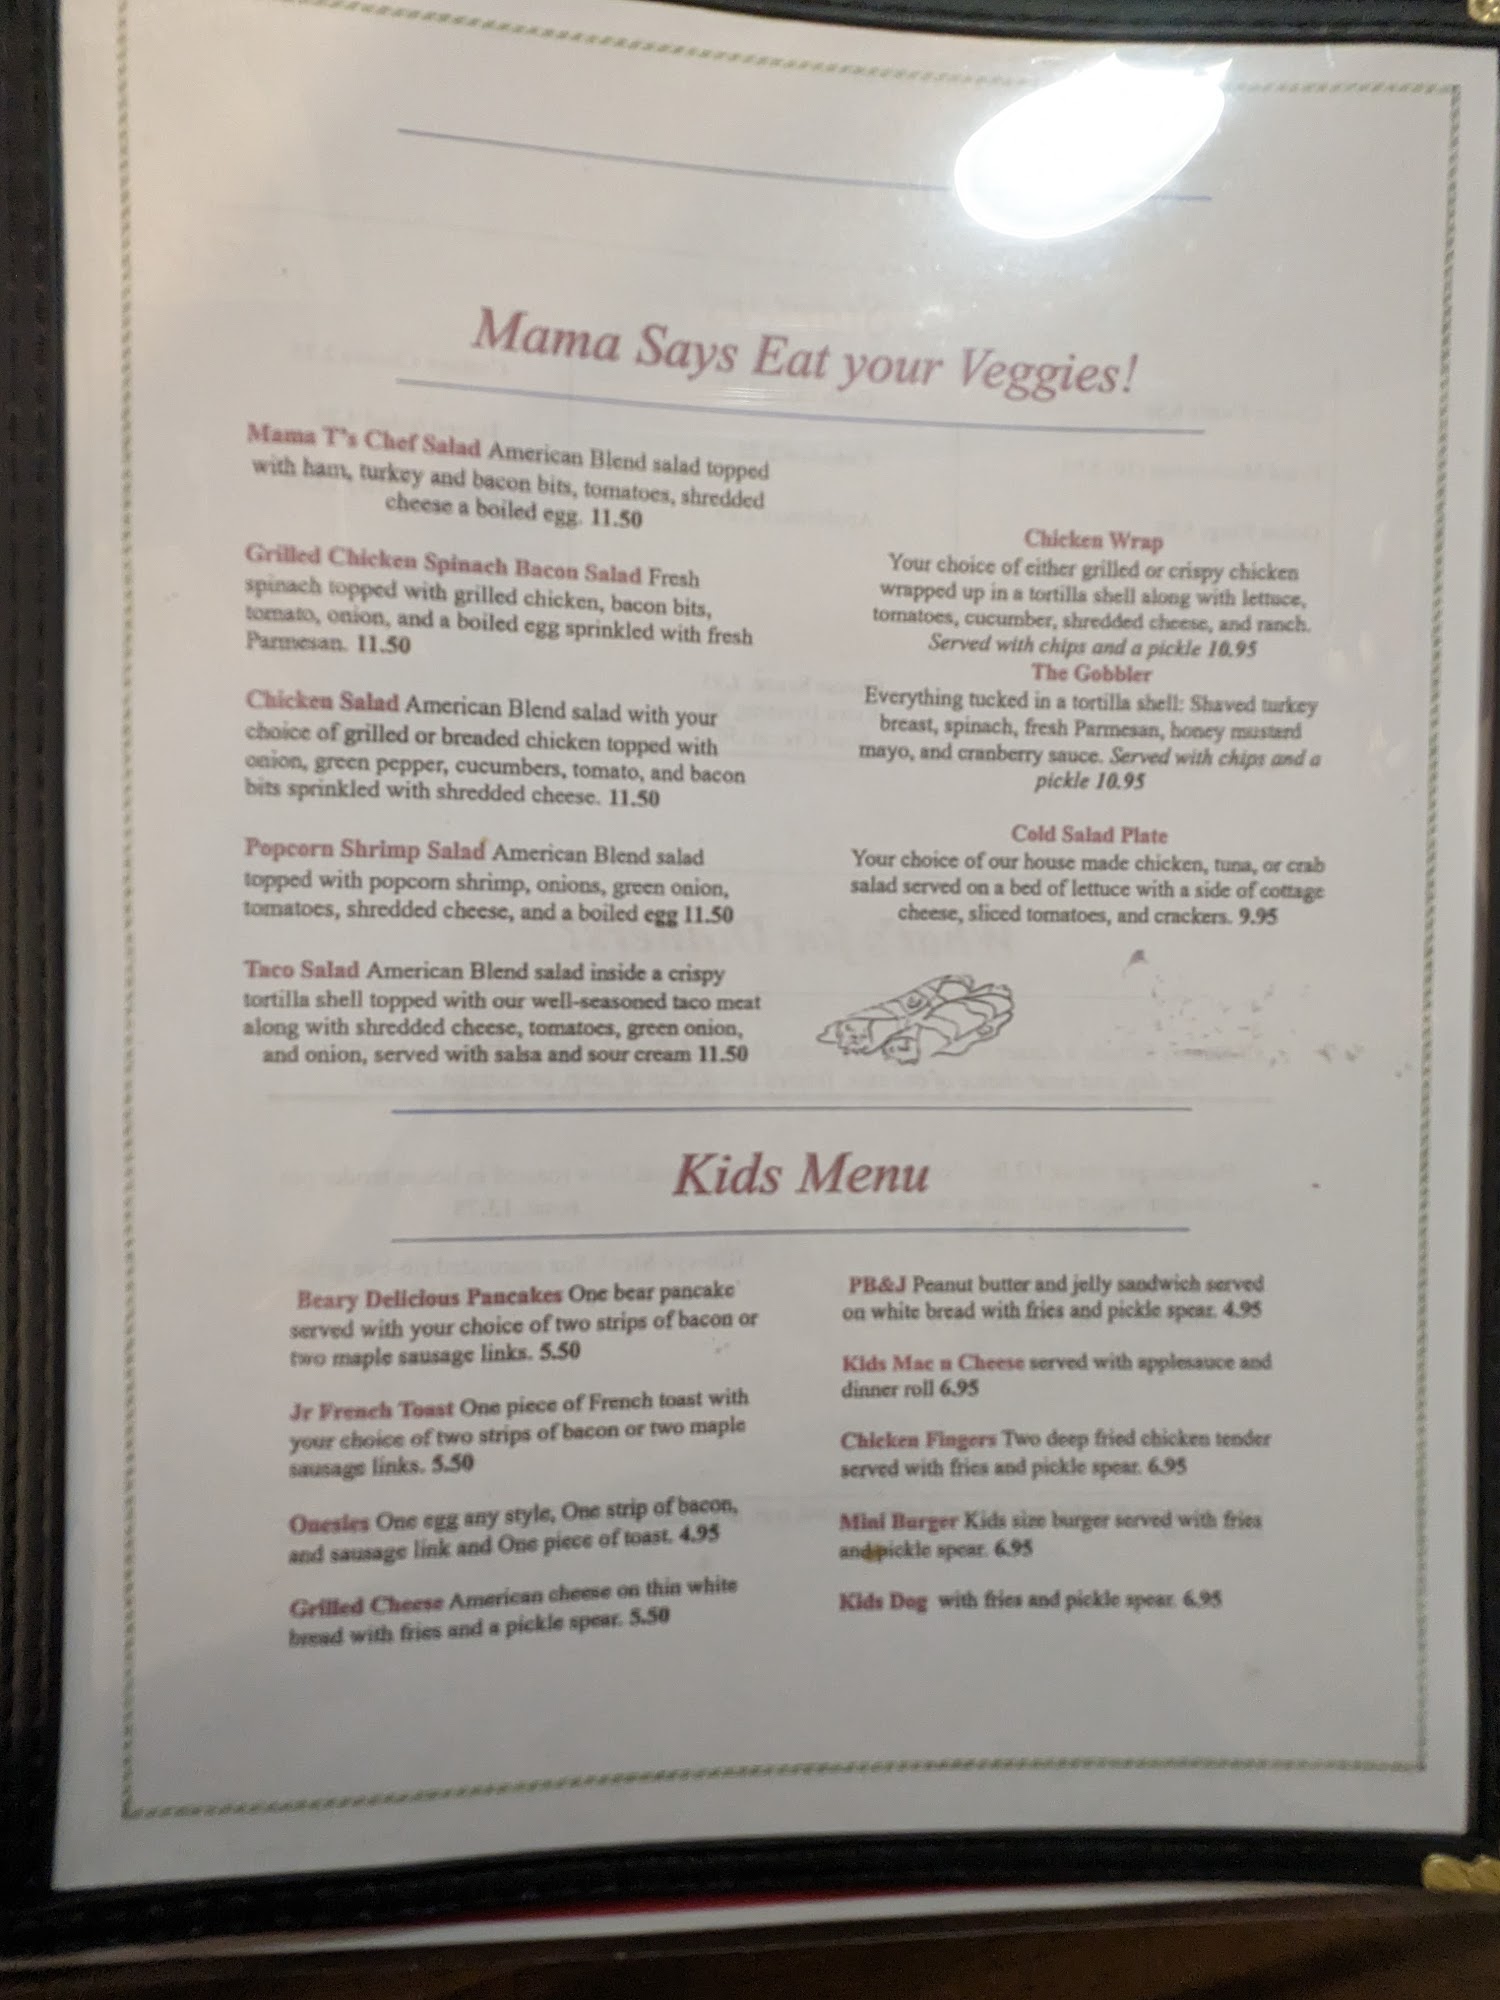 Mama Says Eat your Veggies!
Mama T's Chef Salad American Blend salad topped
with ham, turkey and bacon bits, tomatoes, shredded
cheese a boiled egg. 11.50
Grilled Chicken Spinach Bacon Salad Fresh
spinach topped with grilled chicken, bacon bits,
tomato, onion, and a boiled egg sprinkled with fresh
Parmesan. 11.50
Chicken Salad American Blend salad with your
choice of grilled or breaded chicken topped with
onion, green pepper, cucumbers, tomato, and bacon
bits sprinkled with shredded cheese. 11.50
Popcorn Shrimp Salad American Blend salad
topped with popcorn shrimp, onions, green onion,
tomatoes, shredded cheese, and a boiled egg 11.50
Taco Salad American Blend salad inside a crispy
tortilla shell topped with our well-seasoned taco meat
along with shredded cheese, tomatoes, green onion,
and onion, served with salsa and sour cream 11.50
Chicken Wrap
Your choice of either grilled or crispy chicken
wrapped up in a tortilla shell along with lettuce,
tomatoes, cucumber, shredded cheese, and ranch.
Served with chips and a pickle 10.95
The Gobbler
Everything tucked in a tortilla shell: Shaved turkey
breast, spinach, fresh Parmesan, honey mustard
mayo, and cranberry sauce. Served with chips and a
pickle 10.95
Cold Salad Plate
Your choice of our house made chicken, tuna, or crab
salad served on a bed of lettuce with a side of cottage
cheese, sliced tomatoes, and crackers. 9.95
Kids Menu
Beary Delicious Pancakes One bear pancake
served with your choice of two strips of bacon or
two maple sausage links. 5.50
Jr French Toast One piece of French toast with
your choice of two strips of bacon or two maple
sausage links. 5.50
Onesies One egg any style, One strip of bacon,
and sausage link and One piece of toast. 4.95
Grilled Cheese American cheese on thin white
bread with fries and a pickle spear. 5.50
PB&J Peanut butter and jelly sandwich served
on white bread with fries and pickle spear. 4.95
Kids Mac n Cheese served with applesauce and
dinner roll 6.95
Chicken Fingers Two deep fried chicken tender
served with fries and pickle spear. 6.95
Mini Burger Kids size burger served with fries
and pickle spear. 6.95
Kids Dog with fries and pickle spear. 6.95